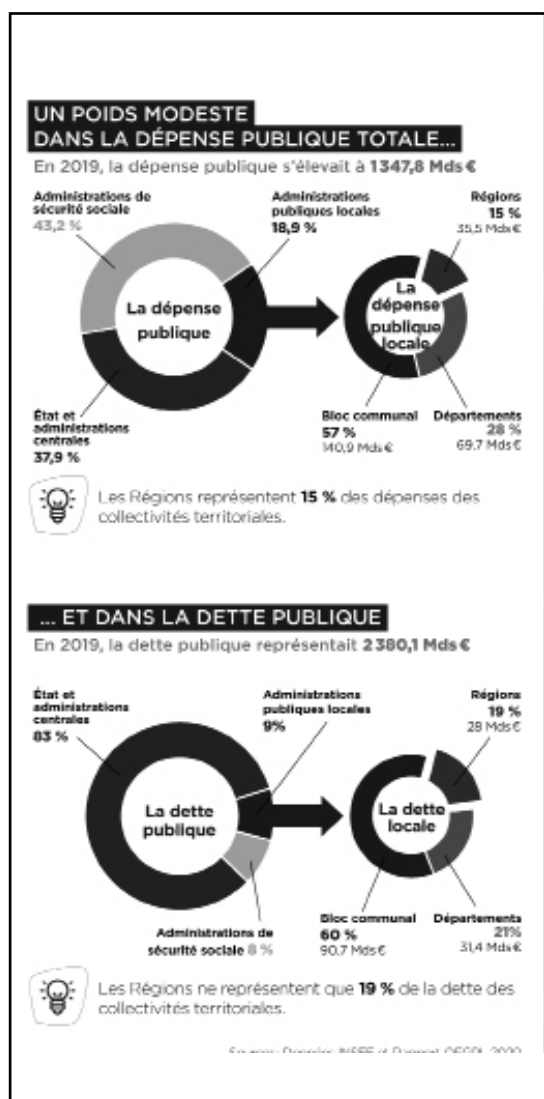 UN POIDS MODESTE
DANS LA DÉPENSE PUBLIQUE TOTALE...
En 2019, la dépense publique s'élevait à 1 347,8 Mds €
Administrations de
sécurité sociale
43,2 %
Administrations
publiques locales
18,9 %
Régions
15 %
35,5 Mds €
La dépense
publique
La
dépense
publique
locale
État et
administrations
centrales
37,9 %
Bloc communal
57 %
140,9 Mds €
Départements
28 %
69,7 Mds €
Les Régions représentent 15 % des dépenses des
collectivités territoriales.
... ET DANS LA DETTE PUBLIQUE
En 2019, la dette publique représentait 2 380,1 Mds €
État et
administrations
centrales
83 %
Administrations
publiques locales
9%
Régions
19 %
28 Mds €
La dette
publique
La dette
locale
Administrations de
sécurité sociale 8 %
Bloc communal
60 %
90,7 Mds €
Départements
21%
31,4 Mds €
Les Régions ne représentent que 19 % de la dette des
collectivités territoriales.